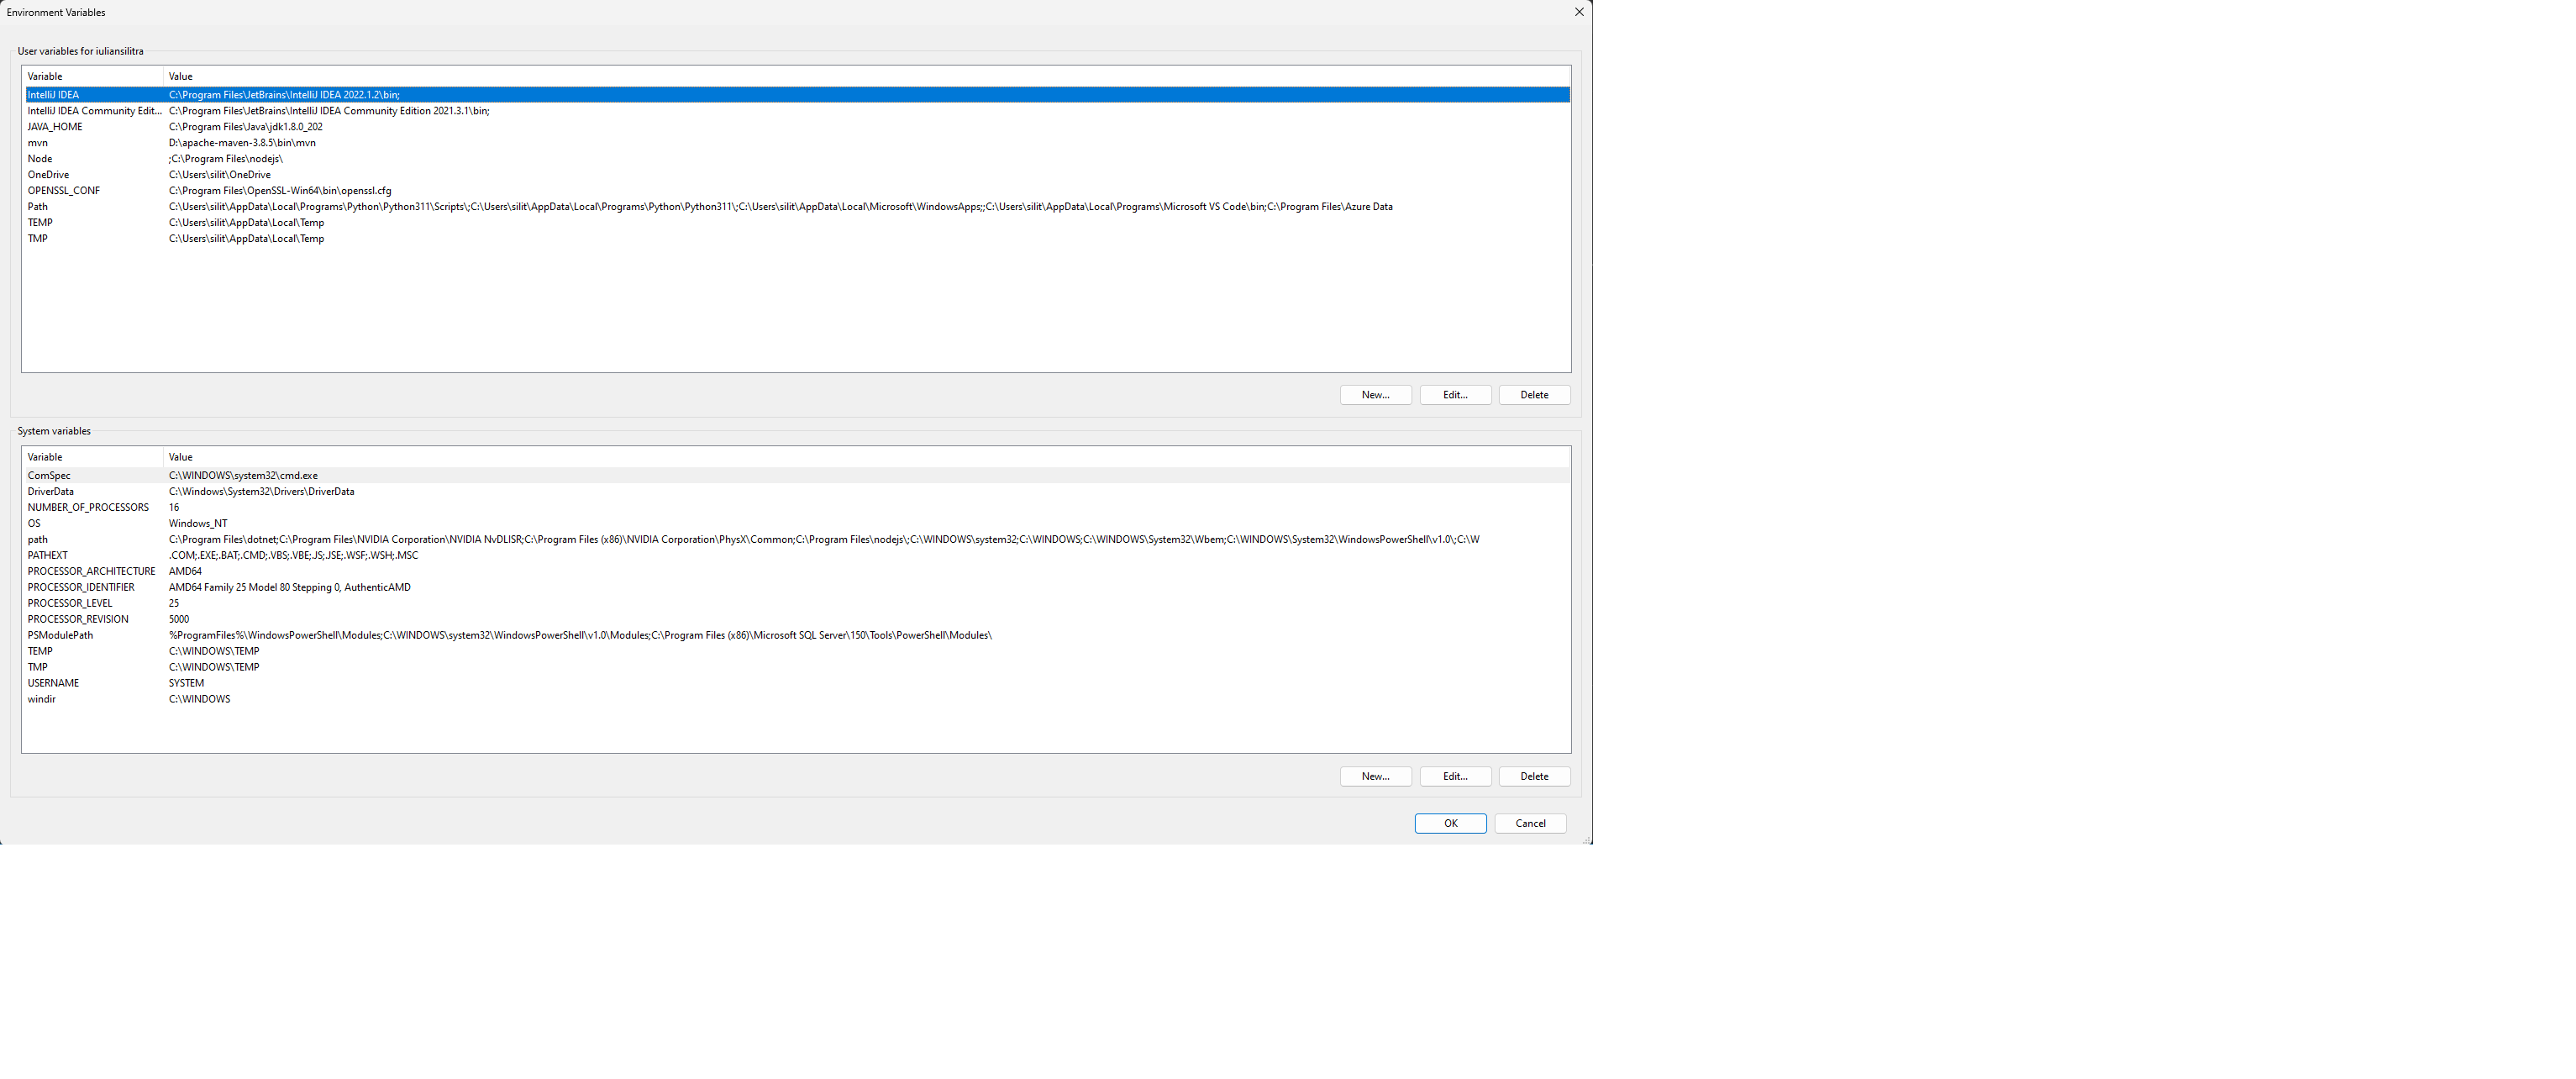 Environment Variables
User variables for iuliansilitra
Variable Value
IntelliJ IDEA C:\Program Files\JetBrains\IntelliJ IDEA 2022.1.2\bin;
IntelliJ IDEA Community Edit... C:\Program Files\JetBrains\IntelliJ IDEA Community Edition 2021.3.1\bin;
JAVA_HOME C:\Program Files\Java\jdk1.8.0_202
mvn D:\apache-maven-3.8.5\bin\mvn
Node ;C:\Program Files\nodejs\
OneDrive C:\Users\silit\OneDrive
OPENSSL_CONF C:\Program Files\OpenSSL-Win64\bin\openssl.cfg
Path C:\Users\silit\AppData\Local\Programs\Python\Python311\Scripts\;C:\Users\silit\AppData\Local\Programs\Python\Python311\;C:\Users\silit\AppData\Local\Microsoft\WindowsApps;;C:\Users\silit\AppData\Local\Programs\Microsoft VS Code\bin;C:\Program Files\Azure Data
TEMP C:\Users\silit\AppData\Local\Temp
TMP C:\Users\silit\AppData\Local\Temp
New... Edit... Delete
System variables
Variable Value
ComSpec C:\WINDOWS\system32\cmd.exe
DriverData C:\Windows\System32\Drivers\DriverData
NUMBER_OF_PROCESSORS 16
OS Windows_NT
path C:\Program Files\dotnet;C:\Program Files\NVIDIA Corporation\NVIDIA NvDLISR;C:\Program Files (x86)\NVIDIA Corporation\PhysX\Common;C:\Program Files\nodejs\;C:\WINDOWS\system32;C:\WINDOWS;C:\WINDOWS\System32\Wbem;C:\WINDOWS\System32\WindowsPowerShell\v1.0\;C:\W
PATHEXT .COM;.EXE;.BAT;.CMD;.VBS;.VBE;.JS;.JSE;.WSF;.WSH;.MSC
PROCESSOR_ARCHITECTURE AMD64
PROCESSOR_IDENTIFIER AMD64 Family 25 Model 80 Stepping 0, AuthenticAMD
PROCESSOR_LEVEL 25
PROCESSOR_REVISION 5000
PSModulePath %ProgramFiles%\WindowsPowerShell\Modules;C:\WINDOWS\system32\WindowsPowerShell\v1.0\Modules;C:\Program Files (x86)\Microsoft SQL Server\150\Tools\PowerShell\Modules\
TEMP C:\WINDOWS\TEMP
TMP C:\WINDOWS\TEMP
USERNAME SYSTEM
windir C:\WINDOWS
New... Edit... Delete
OK Cancel